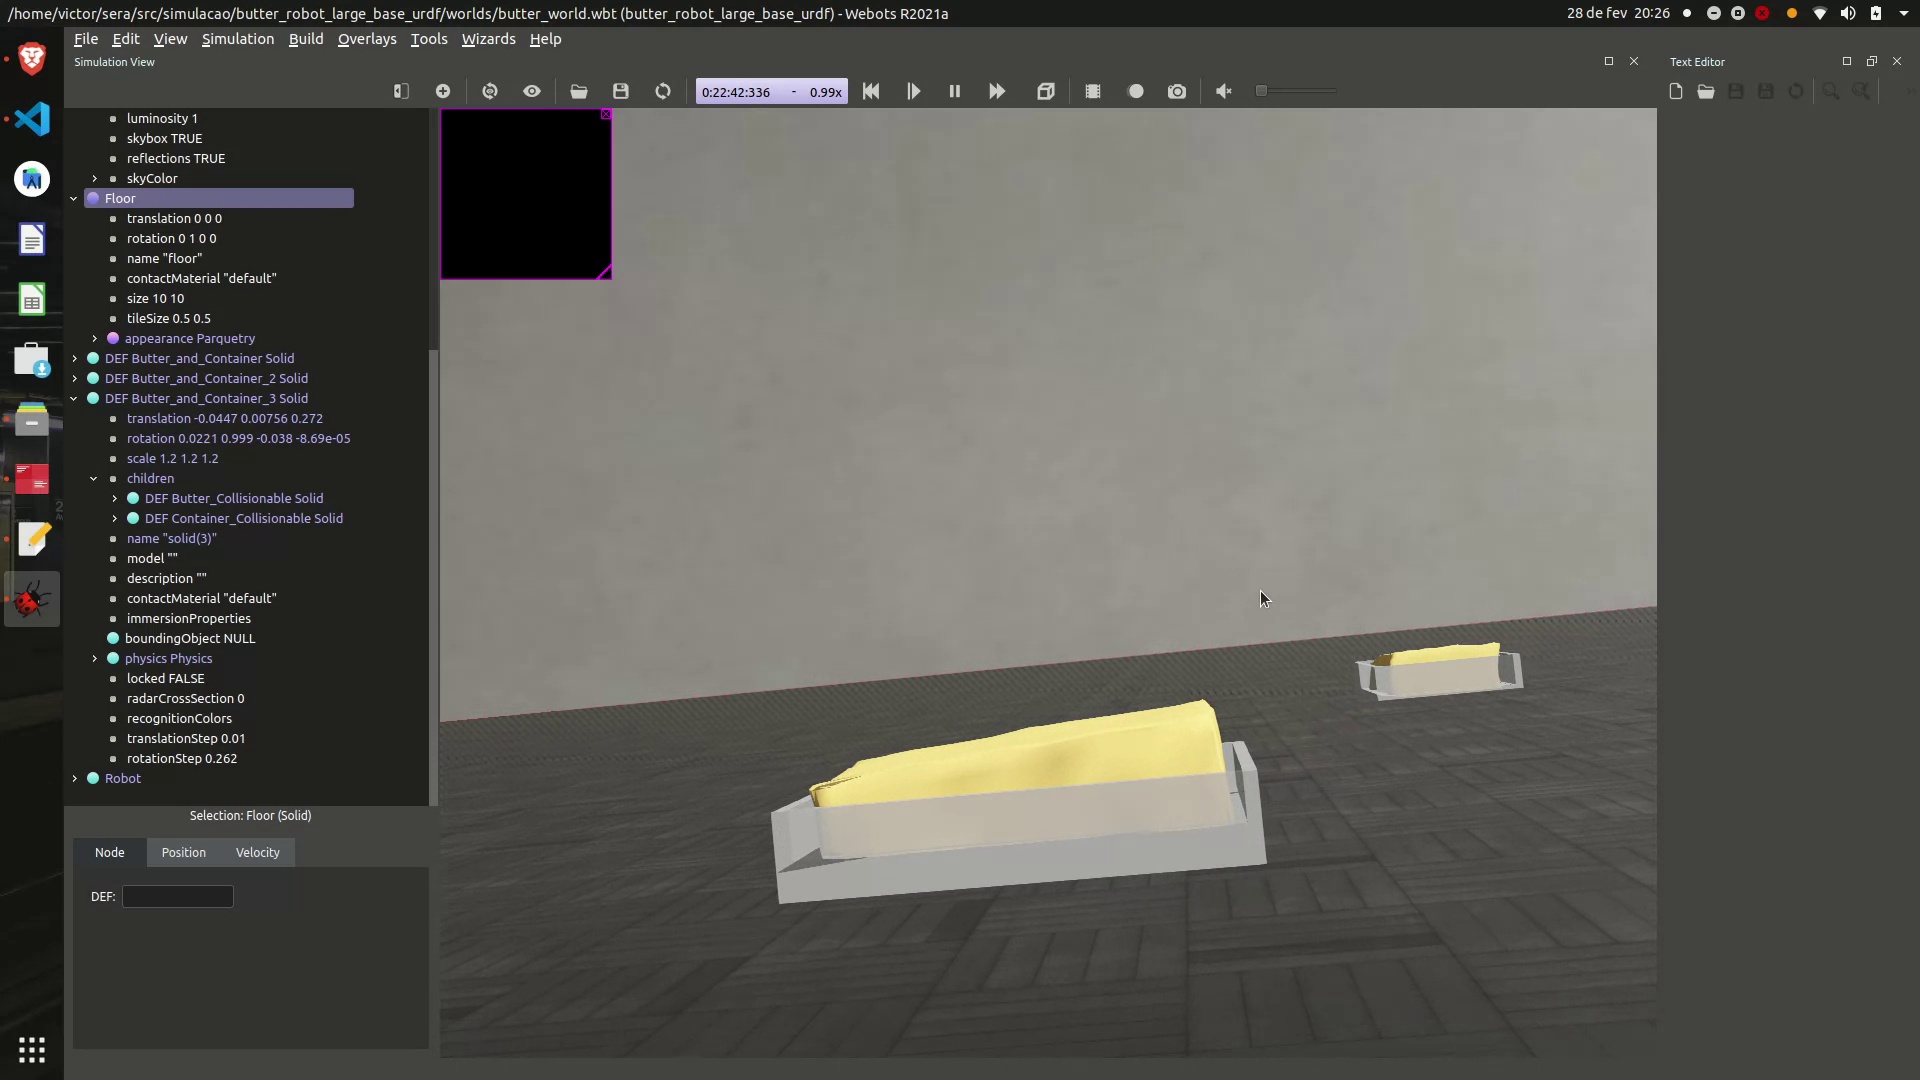 /home/victor/sera/src/simulacao/butter_robot_large_base_urdf/worlds/butter_world.wbt (butter_robot_large_base_urdf) - Webots R2021a
28 de fev 20:26
File Edit View Simulation Build Overlays Tools Wizards Help
Simulation View
Text Editor
0:22:42:336 - 0.99x
luminosity 1
skybox TRUE
reflections TRUE
skyColor
Floor
translation 0 0 0
rotation 0 1 0 0
name "floor"
contactMaterial "default"
size 10 10
tileSize 0.5 0.5
appearance Parquetry
DEF Butter_and_Container Solid
DEF Butter_and_Container_2 Solid
DEF Butter_and_Container_3 Solid
translation -0.0447 0.00756 0.272
rotation 0.0221 0.999 -0.038 -8.69e-05
scale 1.2 1.2 1.2
children
DEF Butter_Collisionable Solid
DEF Container_Collisionable Solid
name "solid(3)"
model ""
description ""
contactMaterial "default"
immersionProperties
boundingObject NULL
physics Physics
locked FALSE
radarCrossSection 0
recognitionColors
translationStep 0.01
rotationStep 0.262
Robot
Selection: Floor (Solid)
Node Position Velocity
DEF: